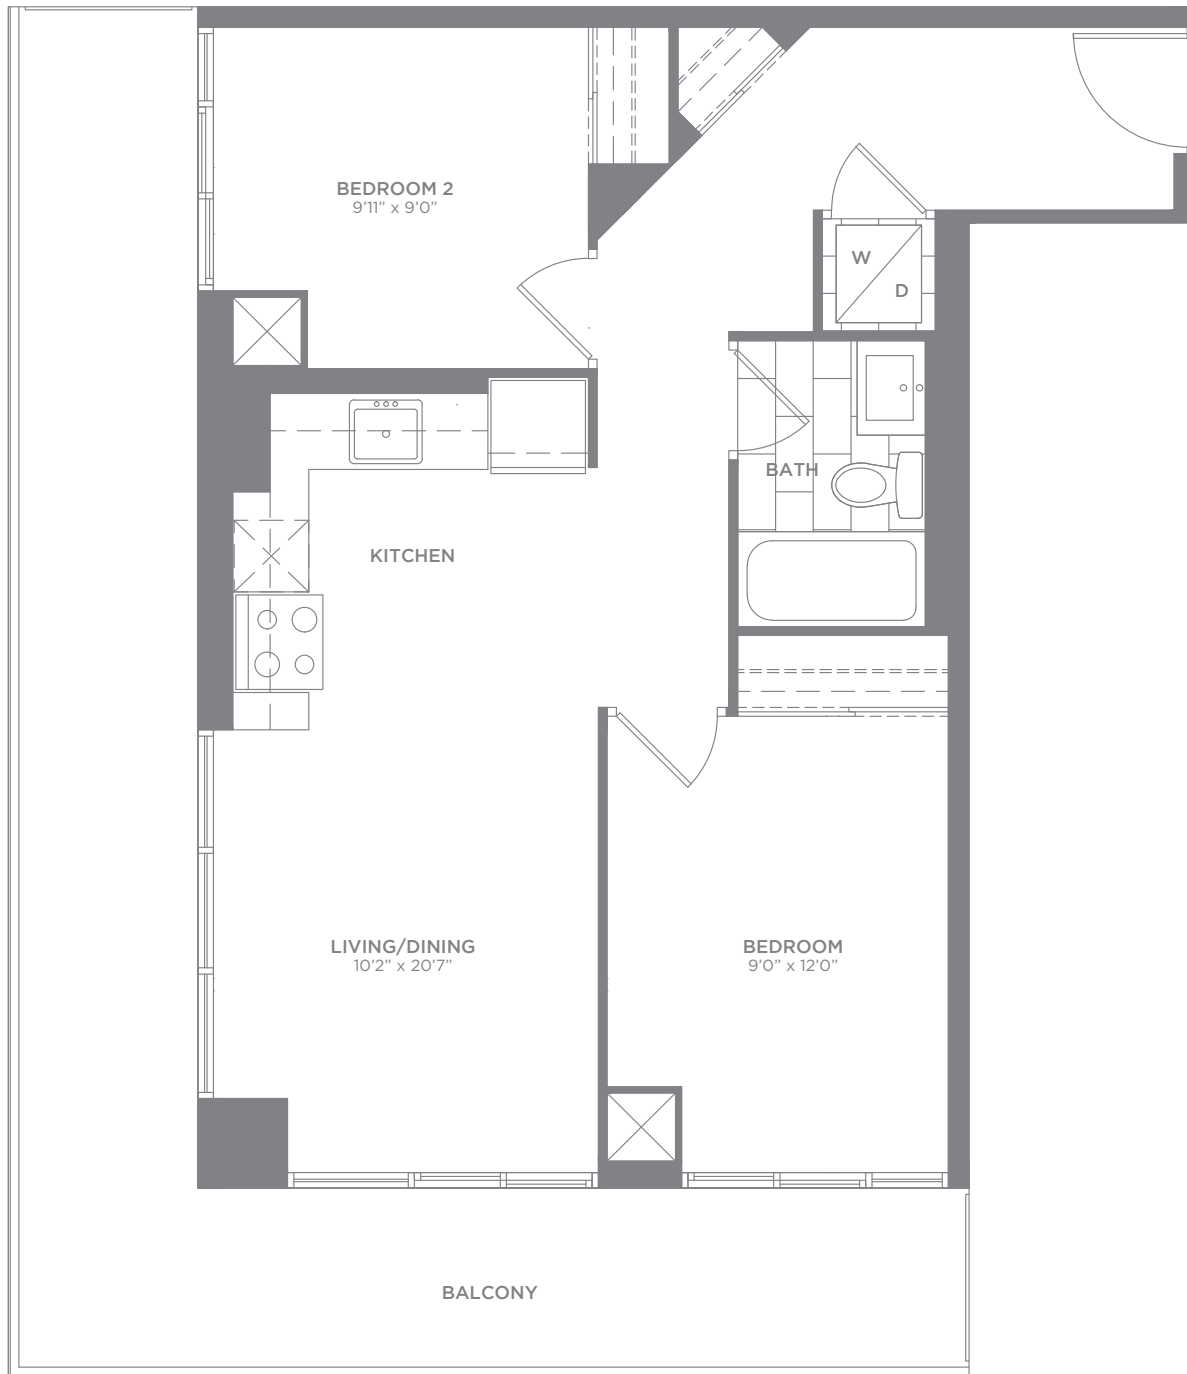 BEDROOM 2
9'11" x 9'0"
W
D
BATH
KITCHEN
LIVING/DINING
10'2" x 20'7"
BEDROOM
9'0" x 12'0"
BALCONY